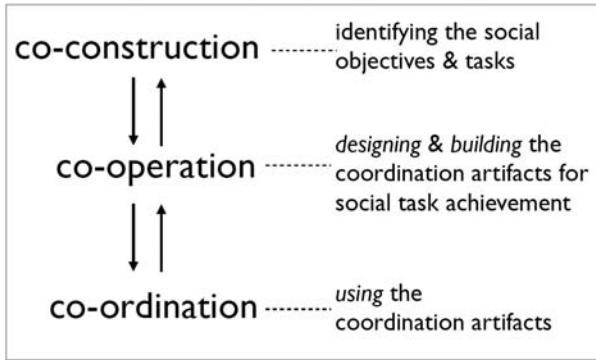 co-construction
identifying the social
objectives & tasks
co-operation
designing & building the
coordination artifacts for
social task achievement
co-ordination
using the
coordination artifacts